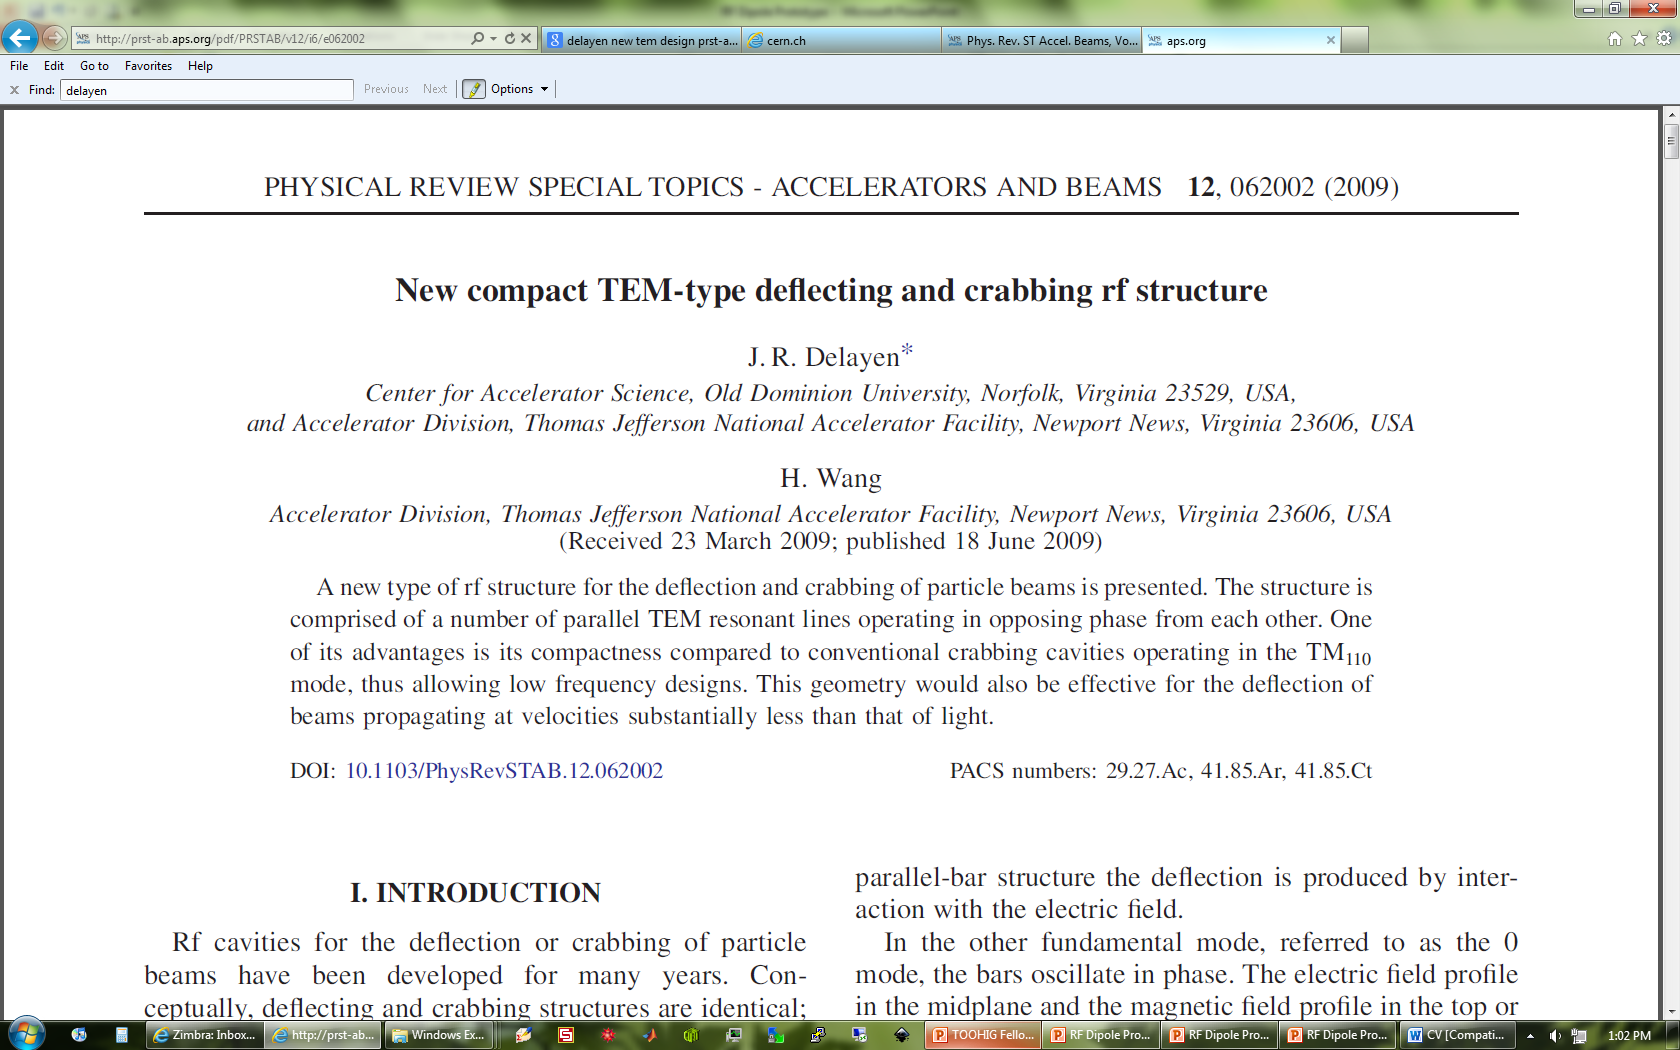 http://prst-ab.aps.org/pdf/PRSTAB/v12/i6/e062002
delayen new tem design prst-a...
cern.ch
Phys. Rev. ST Accel. Beams, Vo...
aps.org
File Edit Go to Favorites Help
Find: delayen Previous Next Options
PHYSICAL REVIEW SPECIAL TOPICS - ACCELERATORS AND BEAMS 12, 062002 (2009)
New compact TEM-type deflecting and crabbing rf structure
J. R. Delayen*
Center for Accelerator Science, Old Dominion University, Norfolk, Virginia 23529, USA,
and Accelerator Division, Thomas Jefferson National Accelerator Facility, Newport News, Virginia 23606, USA
H. Wang
Accelerator Division, Thomas Jefferson National Accelerator Facility, Newport News, Virginia 23606, USA
(Received 23 March 2009; published 18 June 2009)
A new type of rf structure for the deflection and crabbing of particle beams is presented. The structure is
comprised of a number of parallel TEM resonant lines operating in opposing phase from each other. One
of its advantages is its compactness compared to conventional crabbing cavities operating in the TM110
mode, thus allowing low frequency designs. This geometry would also be effective for the deflection of
beams propagating at velocities substantially less than that of light.
DOI: 10.1103/PhysRevSTAB.12.062002
PACS numbers: 29.27.Ac, 41.85.Ar, 41.85.Ct
I. INTRODUCTION
Rf cavities for the deflection or crabbing of particle
beams have been developed for many years. Con-
ceptually, deflecting and crabbing structures are identical;
parallel-bar structure the deflection is produced by inter-
action with the electric field.
In the other fundamental mode, referred to as the 0
mode, the bars oscillate in phase. The electric field profile
in the midplane and the magnetic field profile in the top or
Zimbra: Inbox...
http://prst-ab...
Windows Ex...
TOOHIG Fello...
RF Dipole Pro...
RF Dipole Pro...
RF Dipole Pro...
CV [Compati...
1:02 PM